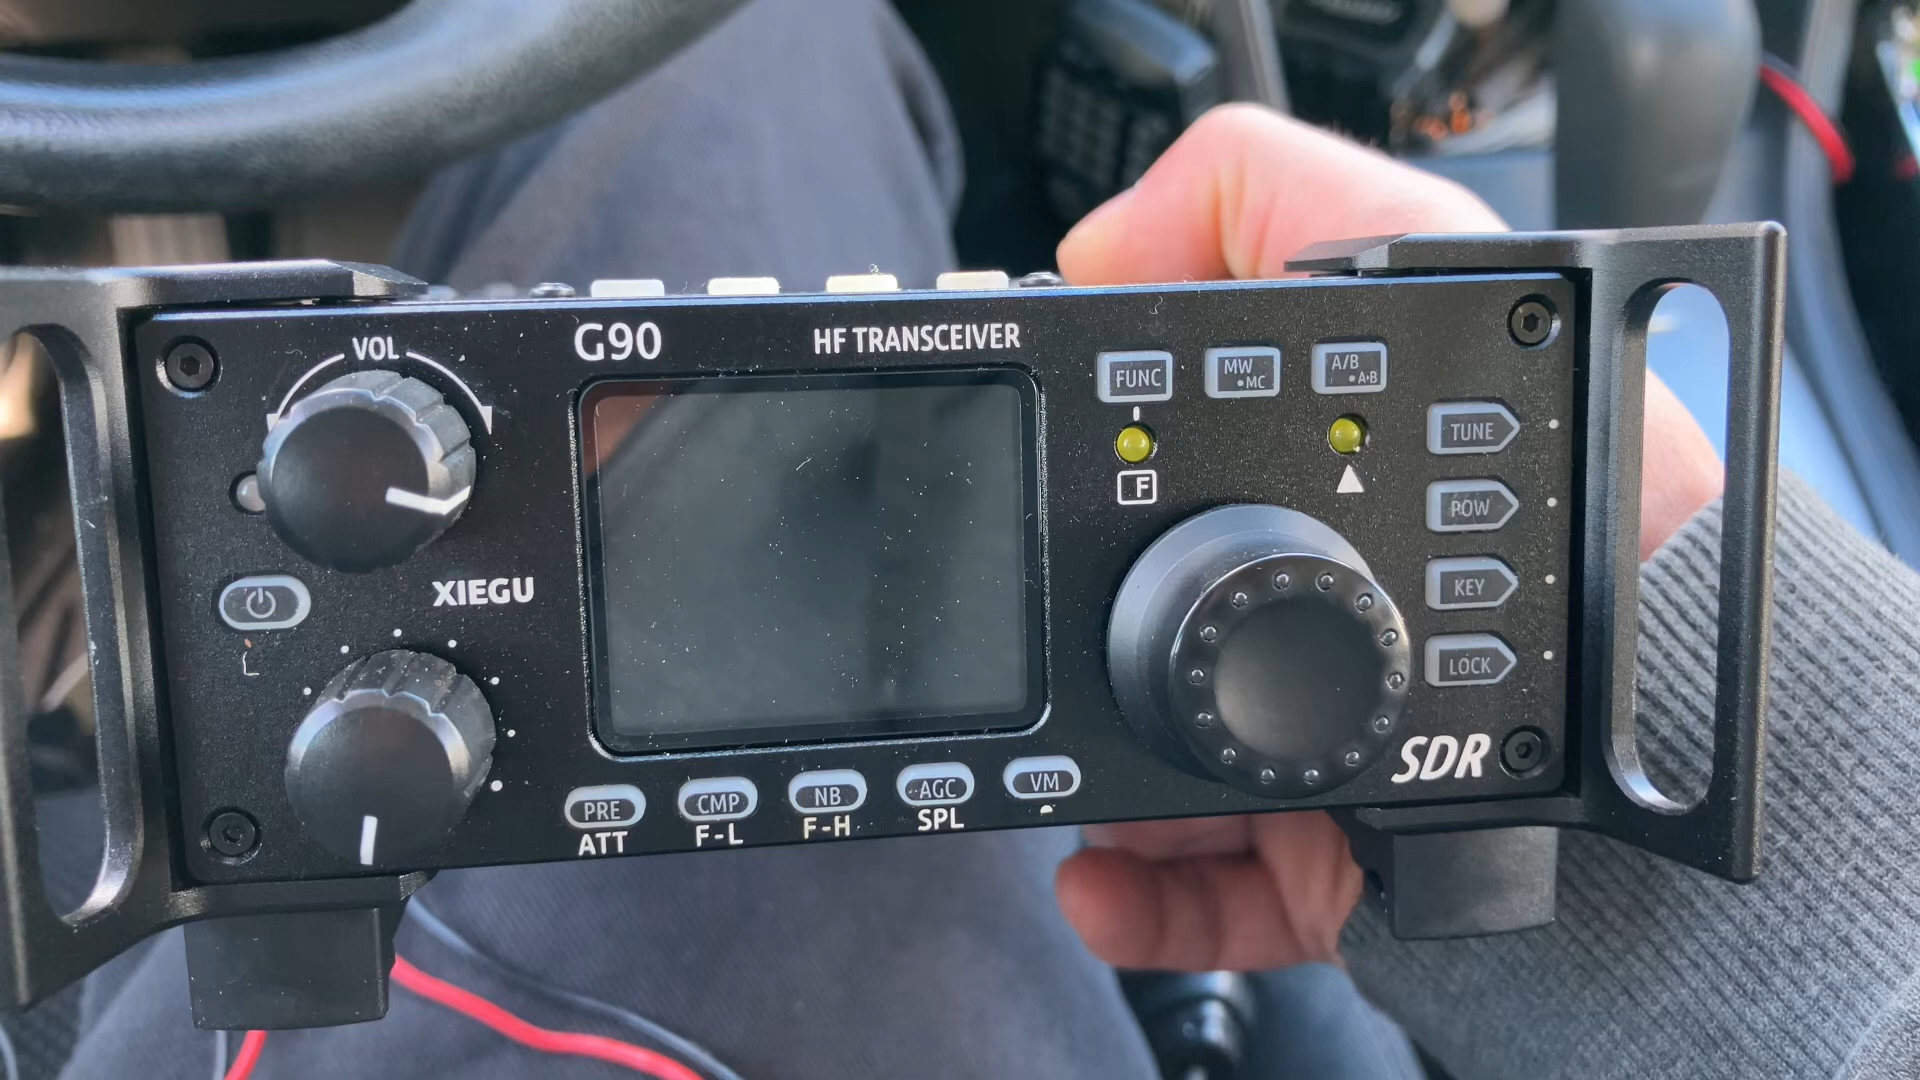 G90
HF TRANSCEIVER
VOL
FUNC
MW
•MC
A/B
•A▸B
F
TUNE
POW
KEY
LOCK
XIEGU
SDR
PRE
CMP
NB
AGC
VM
ATT
F-L
F-H
SPL